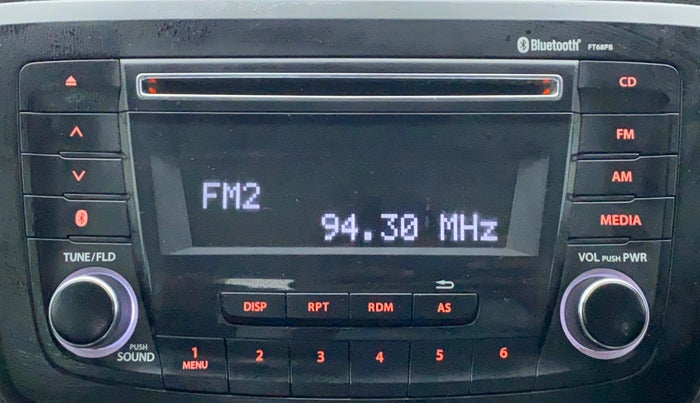 Bluetooth® FT68PB
CD
FM
AM
MEDIA
FM2
94.30 MHz
TUNE/FLD
VOL PUSH PWR
DISP RPT RDM AS
PUSH
SOUND
1 2 3 4 5 6
MENU